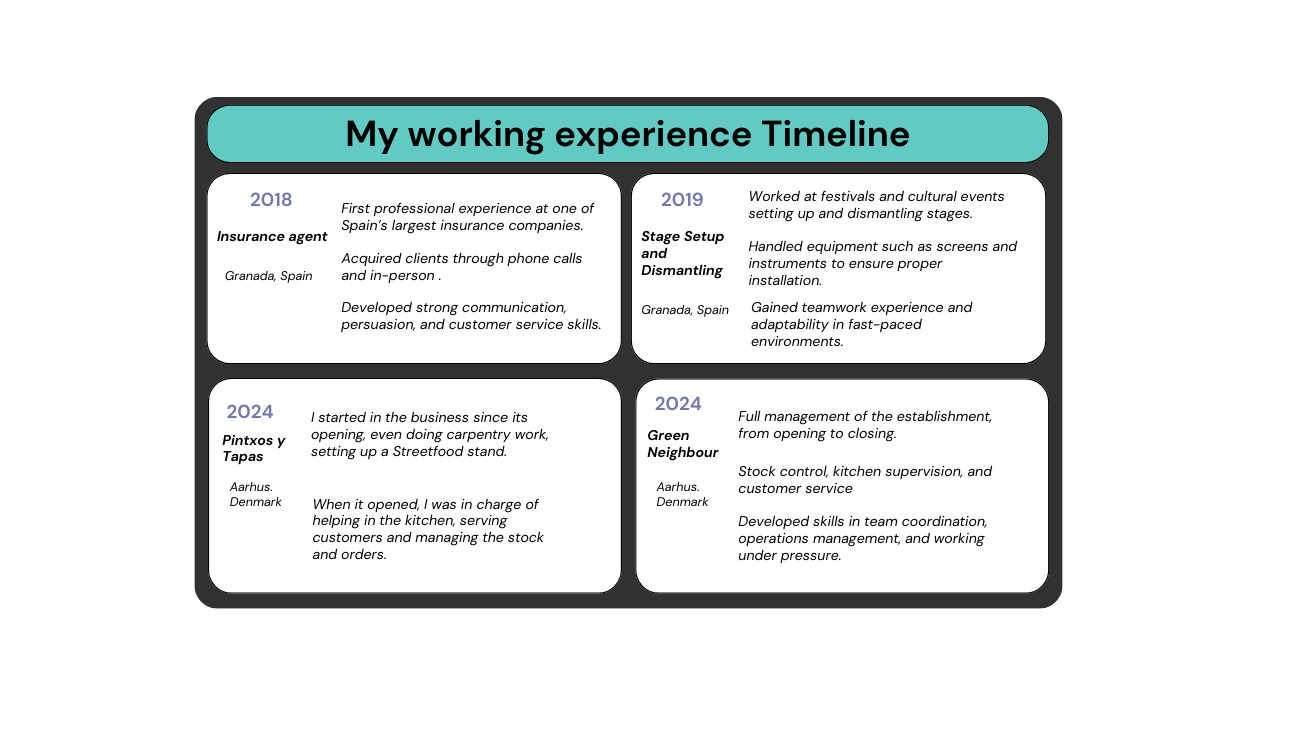 My working experience Timeline
2018
Insurance agent
Granada, Spain
First professional experience at one of
Spain's largest insurance companies.
Acquired clients through phone calls
and in-person .
Developed strong communication,
persuasion, and customer service skills.
2019
Stage Setup
and
Dismantling
Granada, Spain
Worked at festivals and cultural events
setting up and dismantling stages.
Handled equipment such as screens and
instruments to ensure proper
installation.
Gained teamwork experience and
adaptability in fast-paced
environments.
2024
Pintxos y
Tapas
Aarhus.
Denmark
I started in the business since its
opening, even doing carpentry work,
setting up a Streetfood stand.
When it opened, I was in charge of
helping in the kitchen, serving
customers and managing the stock
and orders.
2024
Green
Neighbour
Aarhus.
Denmark
Full management of the establishment,
from opening to closing.
Stock control, kitchen supervision, and
customer service
Developed skills in team coordination,
operations management, and working
under pressure.